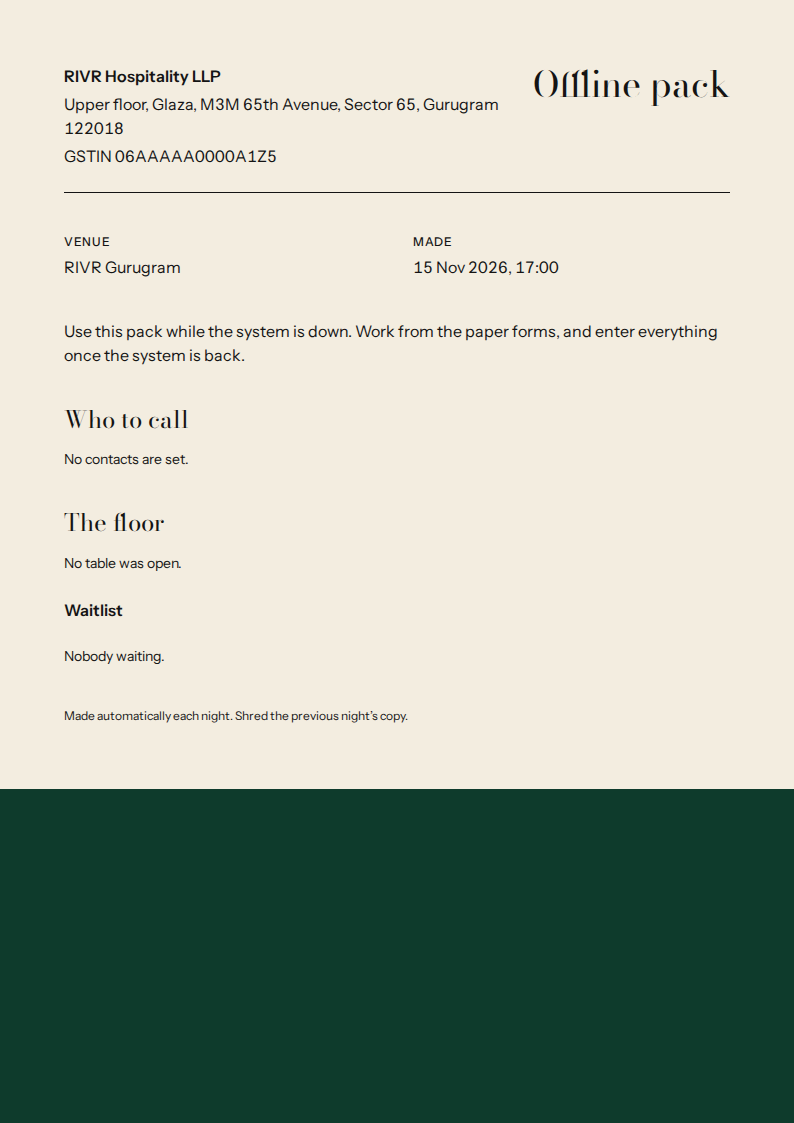 RIVR Hospitality LLP
Offline pack
Upper floor, Glaza, M3M 65th Avenue, Sector 65, Gurugram
122018
GSTIN 06AAAAA0000A1Z5
VENUE
MADE
RIVR Gurugram
15 Nov 2026, 17:00
Use this pack while the system is down. Work from the paper forms, and enter everything
once the system is back.
Who to call
No contacts are set.
The floor
No table was open.
Waitlist
Nobody waiting.
Made automatically each night. Shred the previous night’s copy.